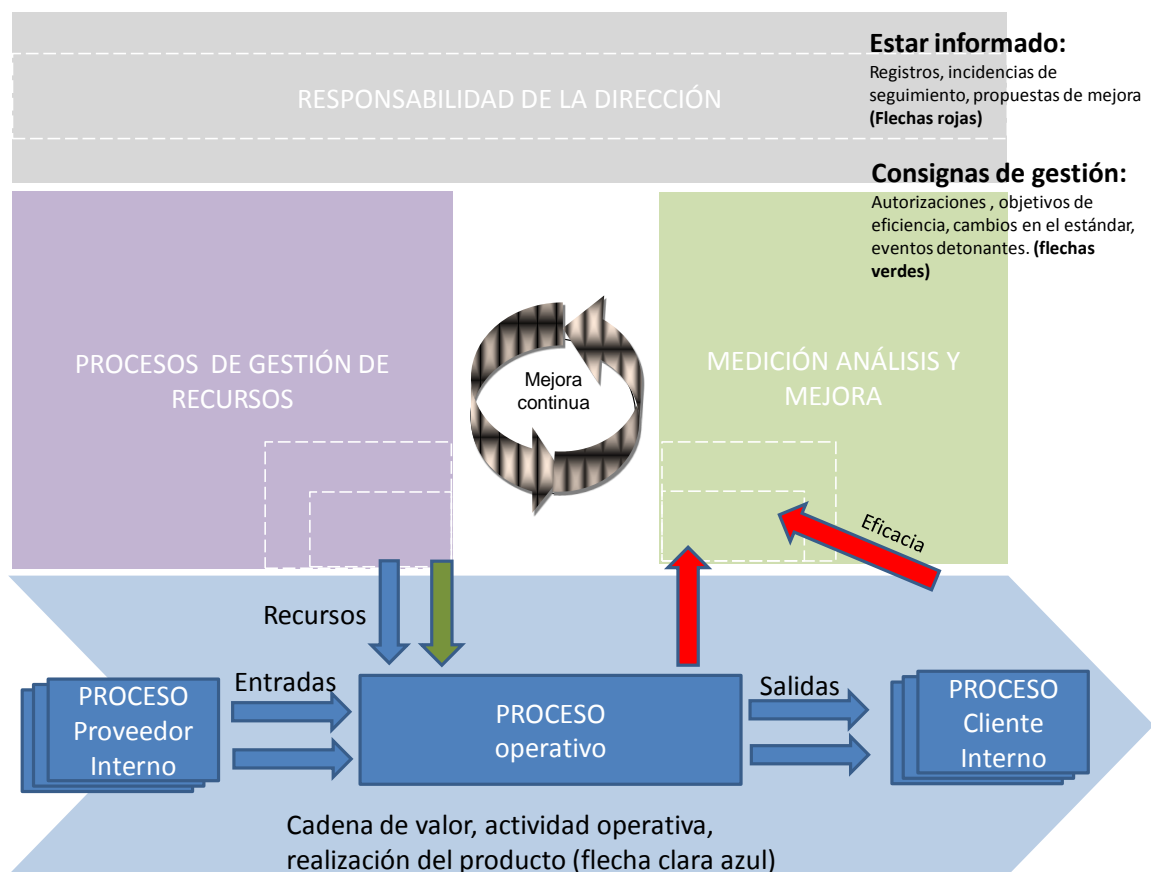 Estar informado:
Registros, incidencias de
seguimiento, propuestas de mejora
(Flechas rojas)
RESPONSABILIDAD DE LA DIRECCIÓN
Consignas de gestión:
Autorizaciones , objetivos de
eficiencia, cambios en el estándar,
eventos detonantes. (flechas
verdes)
PROCESOS DE GESTIÓN DE
RECURSOS
Mejora
continua
MEDICIÓN ANÁLISIS Y
MEJORA
Eficacia
Recursos
PROCESO
Proveedor
Interno
Entradas
PROCESO
operativo
Salidas
PROCESO
Cliente
Interno
Cadena de valor, actividad operativa,
realización del producto (flecha clara azul)